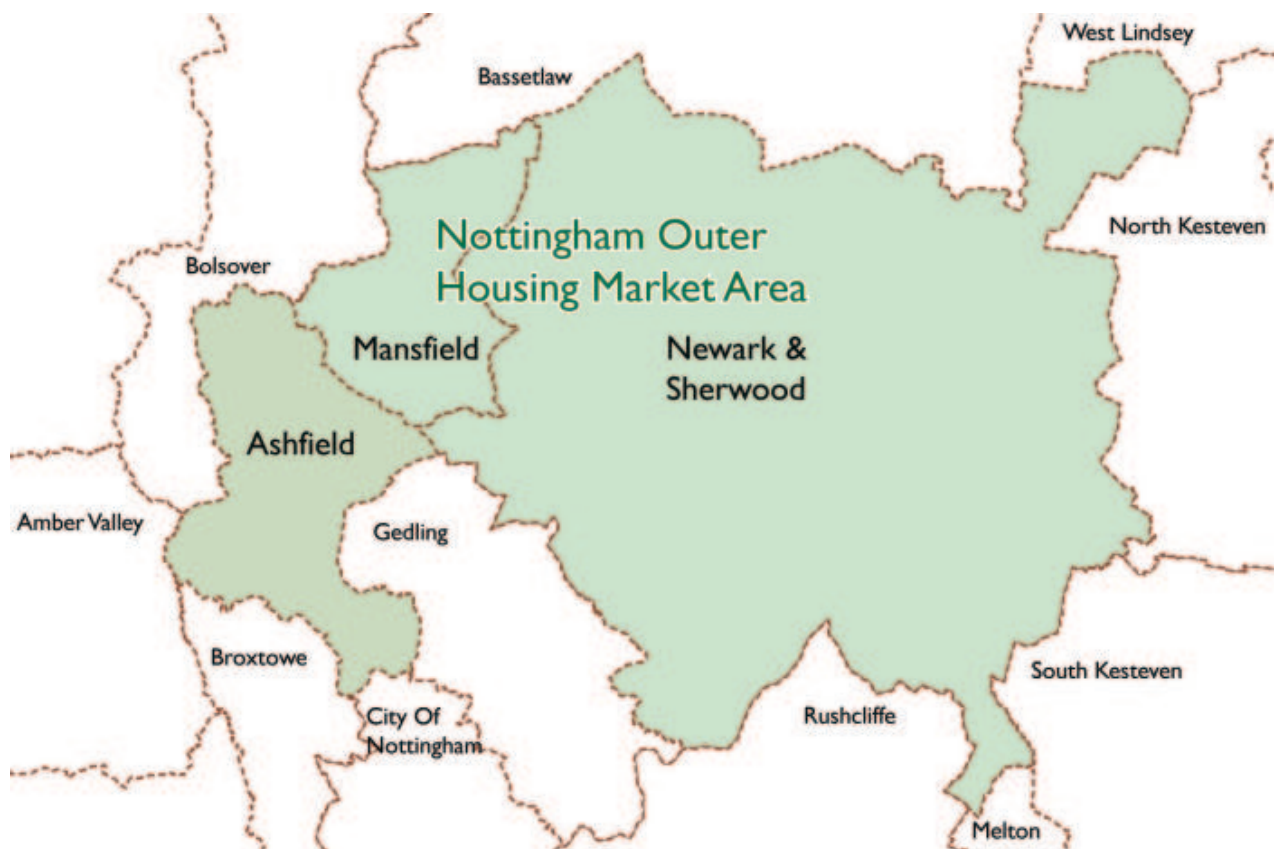 West Lindsey
Bassetlaw
North Kesteven
Nottingham Outer
Housing Market Area
Bolsover
Mansfield
Newark &
Sherwood
Ashfield
Amber Valley
Gedling
Broxtowe
South Kesteven
City Of
Nottingham
Rushcliffe
Melton